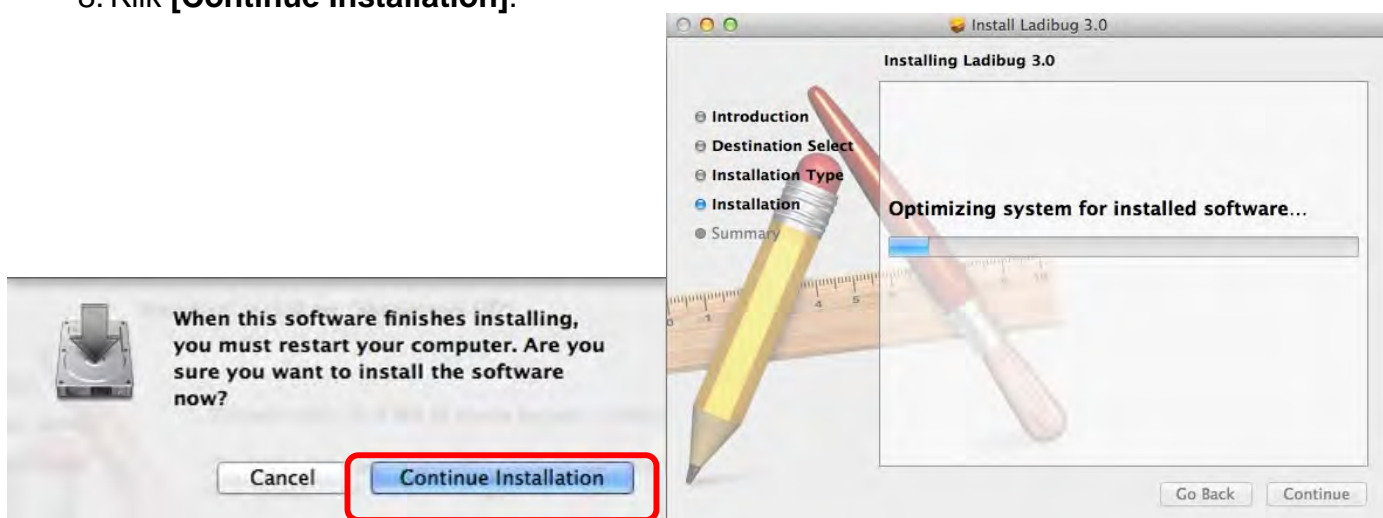 Klik [Continue Installation].
Install Ladibug 3.0
Installing Ladibug 3.0
Introduction
Destination Select
Installation Type
Installation
Summary
Optimizing system for installed software...
Go Back
Continue
When this software finishes installing,
you must restart your computer. Are you
sure you want to install the software
now?
Cancel
Continue Installation